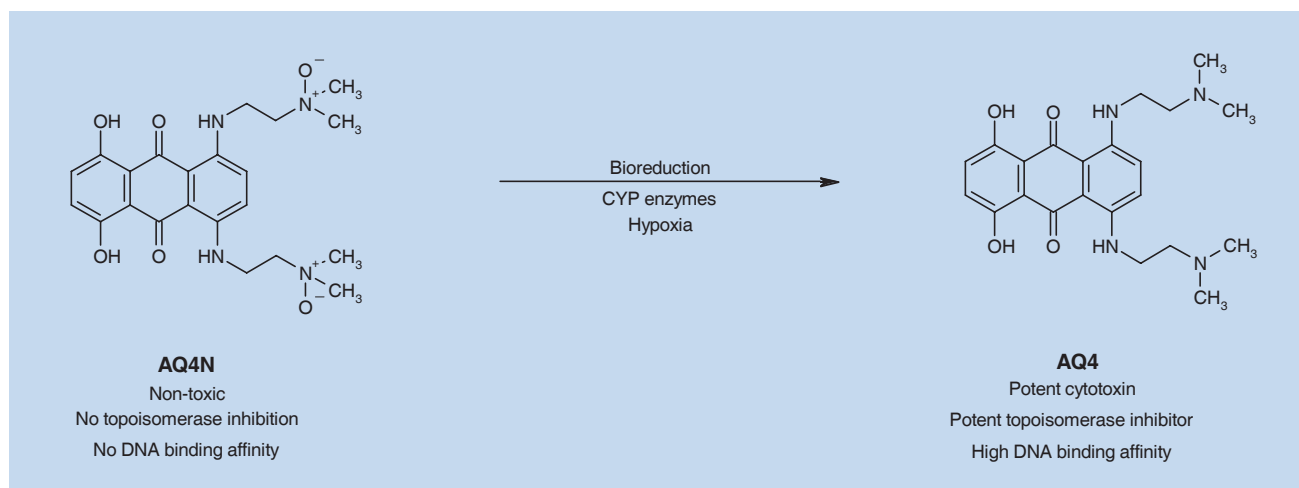 O−
N+
CH3
CH3
OH
O
HN
OH
O
HN
N+
CH3
CH3
O−
AQ4N
Non-toxic
No topoisomerase inhibition
No DNA binding affinity
Bioreduction
CYP enzymes
Hypoxia
CH3
N
CH3
OH
O
HN
OH
O
HN
CH3
N
CH3
AQ4
Potent cytotoxin
Potent topoisomerase inhibitor
High DNA binding affinity